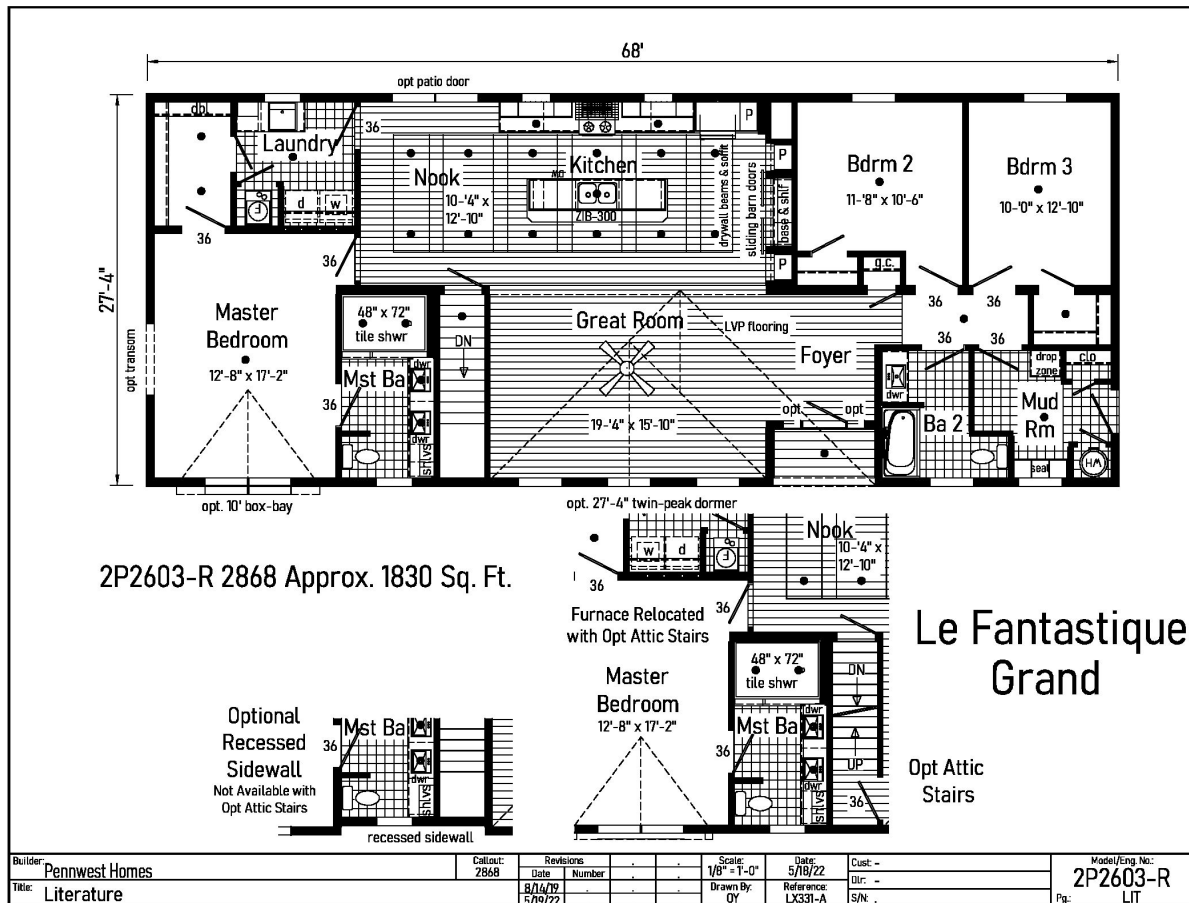 68'
opt patio door
27'-4"
opt transom
dbl
Laundry
36
d
w
F
36
36
Nook
10'-4" x
12'-10"
Kitchen
MG
ZIB-300
drywall beams & soffit
sliding barn doors
P
P
base & shlf
P
Bdrm 2
11'-8" x 10'-6"
Bdrm 3
10'-0" x 12'-10"
g.c.
36
36
36
36
Master
Bedroom
12'-8" x 17'-2"
48" x 72"
tile shwr
Mst Ba
dwr
dwr
36
SHLVS
DN
Great Room
LVP flooring
19'-4" x 15'-10"
Foyer
opt
opt
dwr
Ba 2
drop
zone
clo
Mud
Rm
seat
HW
opt. 10' box-bay
opt. 27'-4" twin-peak dormer
2P2603-R 2868 Approx. 1830 Sq. Ft.
w
d
F
36
Furnace Relocated
with Opt Attic Stairs
36
Nook
10'-4" x
12'-10"
Master
Bedroom
12'-8" x 17'-2"
48" x 72"
tile shwr
Mst Ba
dwr
dwr
36
SHLVS
DN
UP
36
Opt Attic
Stairs
Le Fantastique
Grand
Optional
Recessed
Sidewall
Not Available with
Opt Attic Stairs
36
Mst Ba
dwr
SHLVS
recessed sidewall
Builder: Pennwest Homes
Title: Literature
Callout:
2868
Revisions
Date Number
8/14/19
5/19/22
Scale:
1/8" = 1'-0"
Drawn By:
OY
Date:
5/18/22
Reference:
LX331-A
Cust: -
Dlr: -
S/N: .
Model/Eng. No.:
2P2603-R
Pg.: LIT